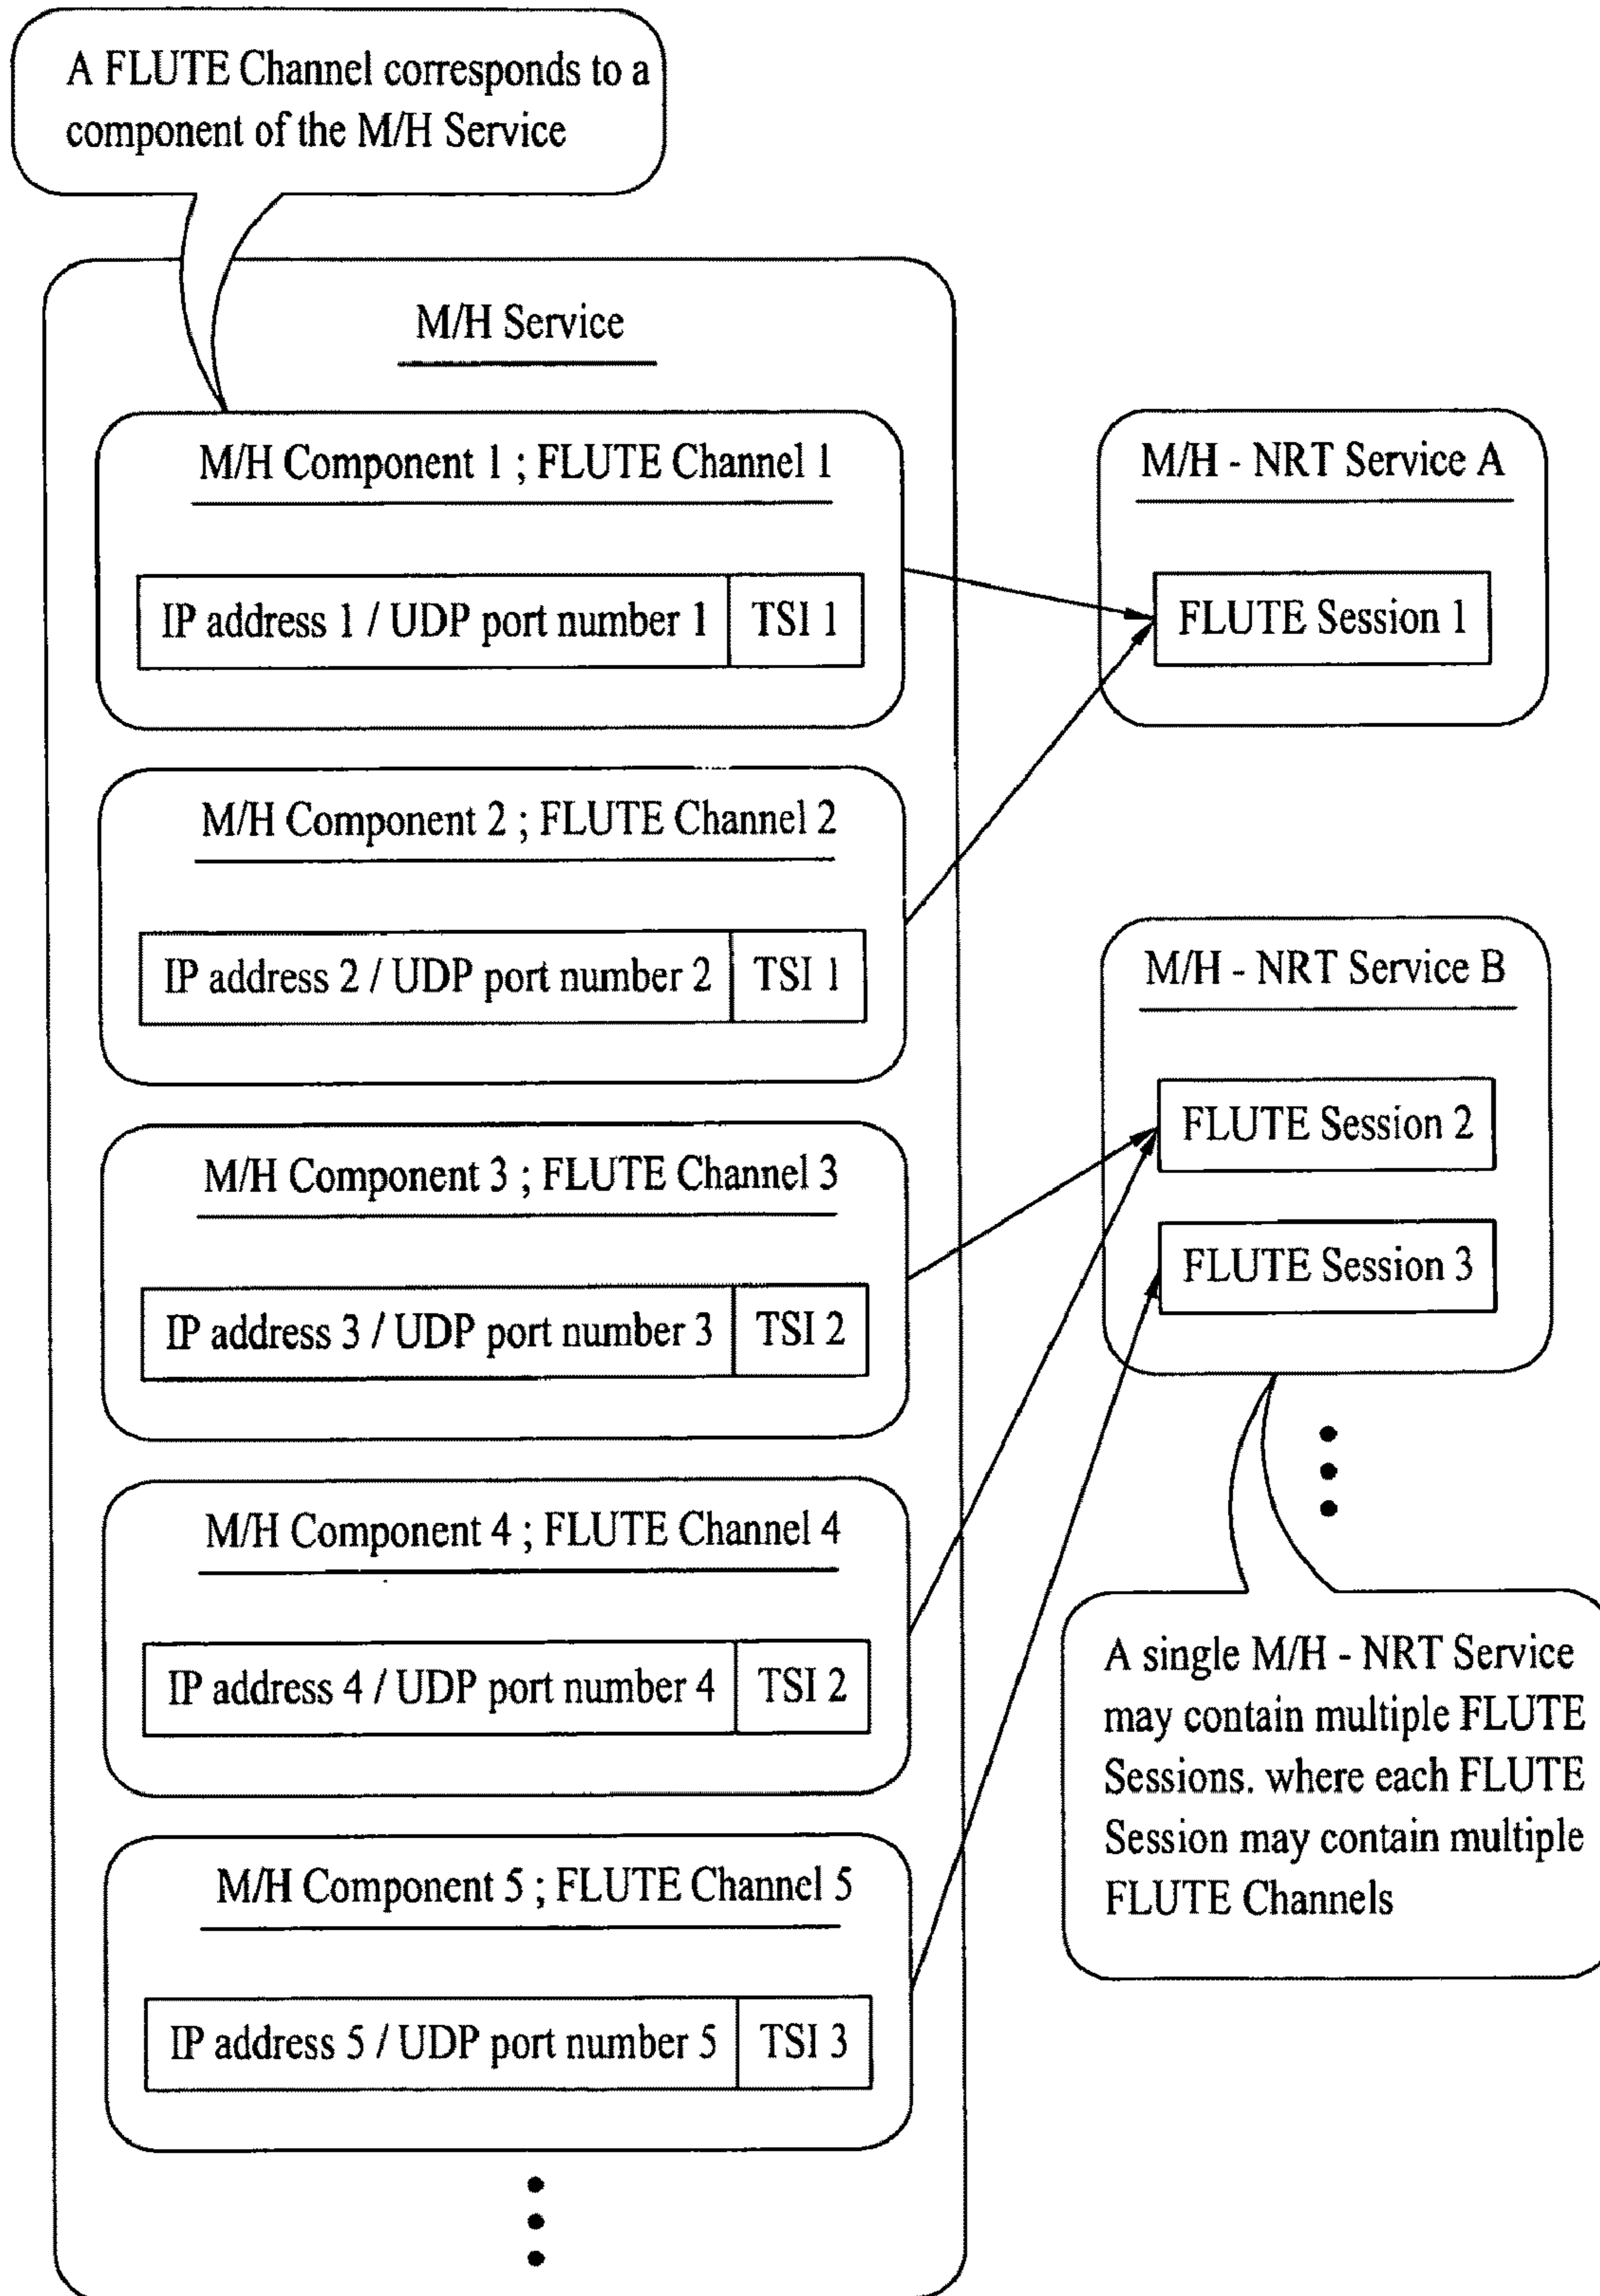 A FLUTE Channel corresponds to a
component of the M/H Service
M/H Service
M/H Component 1 ; FLUTE Channel 1
IP address 1 / UDP port number 1
TSI 1
M/H Component 2 ; FLUTE Channel 2
IP address 2 / UDP port number 2
TSI 1
M/H Component 3 ; FLUTE Channel 3
IP address 3 / UDP port number 3
TSI 2
M/H Component 4 ; FLUTE Channel 4
IP address 4 / UDP port number 4
TSI 2
M/H Component 5 ; FLUTE Channel 5
IP address 5 / UDP port number 5
TSI 3
M/H - NRT Service A
FLUTE Session 1
M/H - NRT Service B
FLUTE Session 2
FLUTE Session 3
A single M/H - NRT Service
may contain multiple FLUTE
Sessions. where each FLUTE
Session may contain multiple
FLUTE Channels